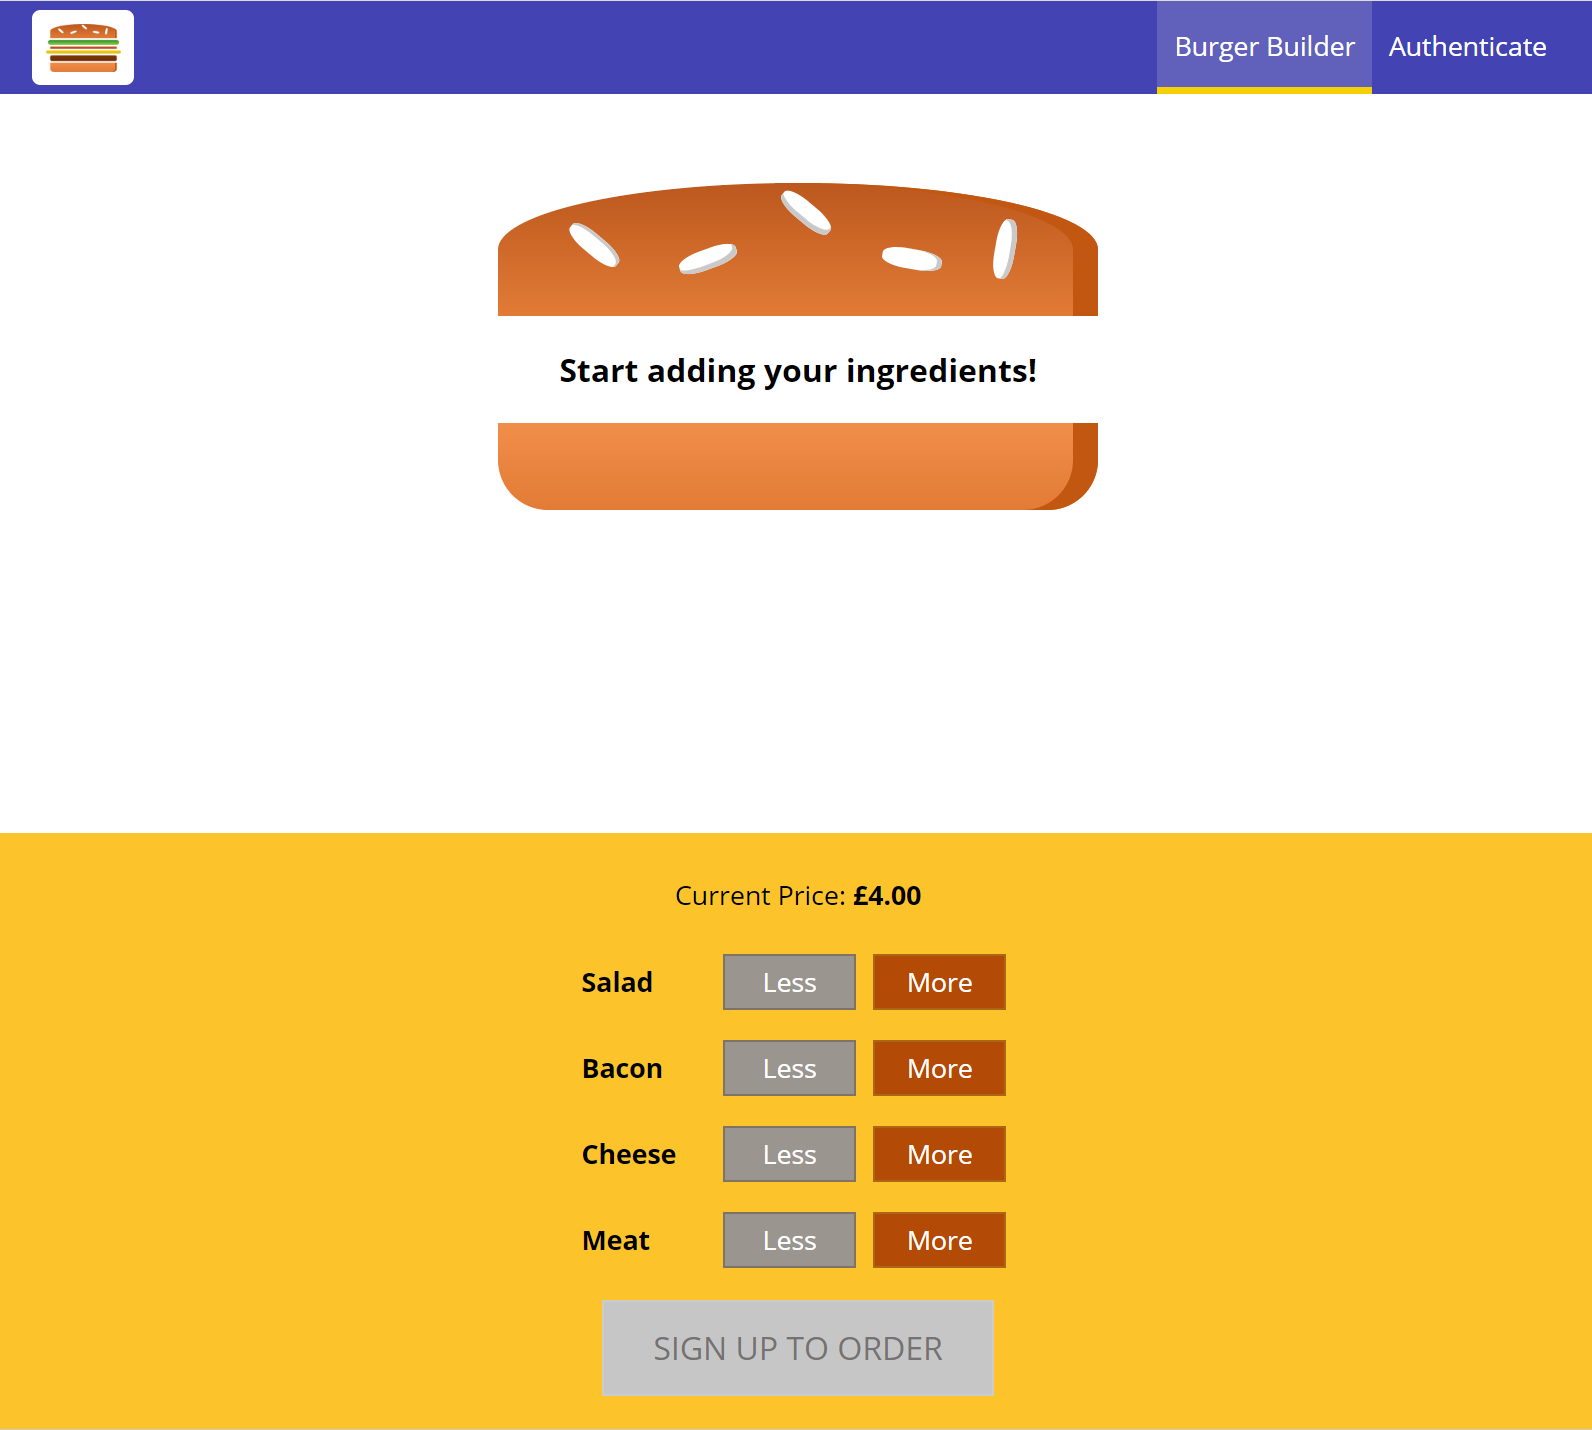 Burger Builder Authenticate
Start adding your ingredients!
Current Price: £4.00
Salad Less More
Bacon Less More
Cheese Less More
Meat Less More
SIGN UP TO ORDER